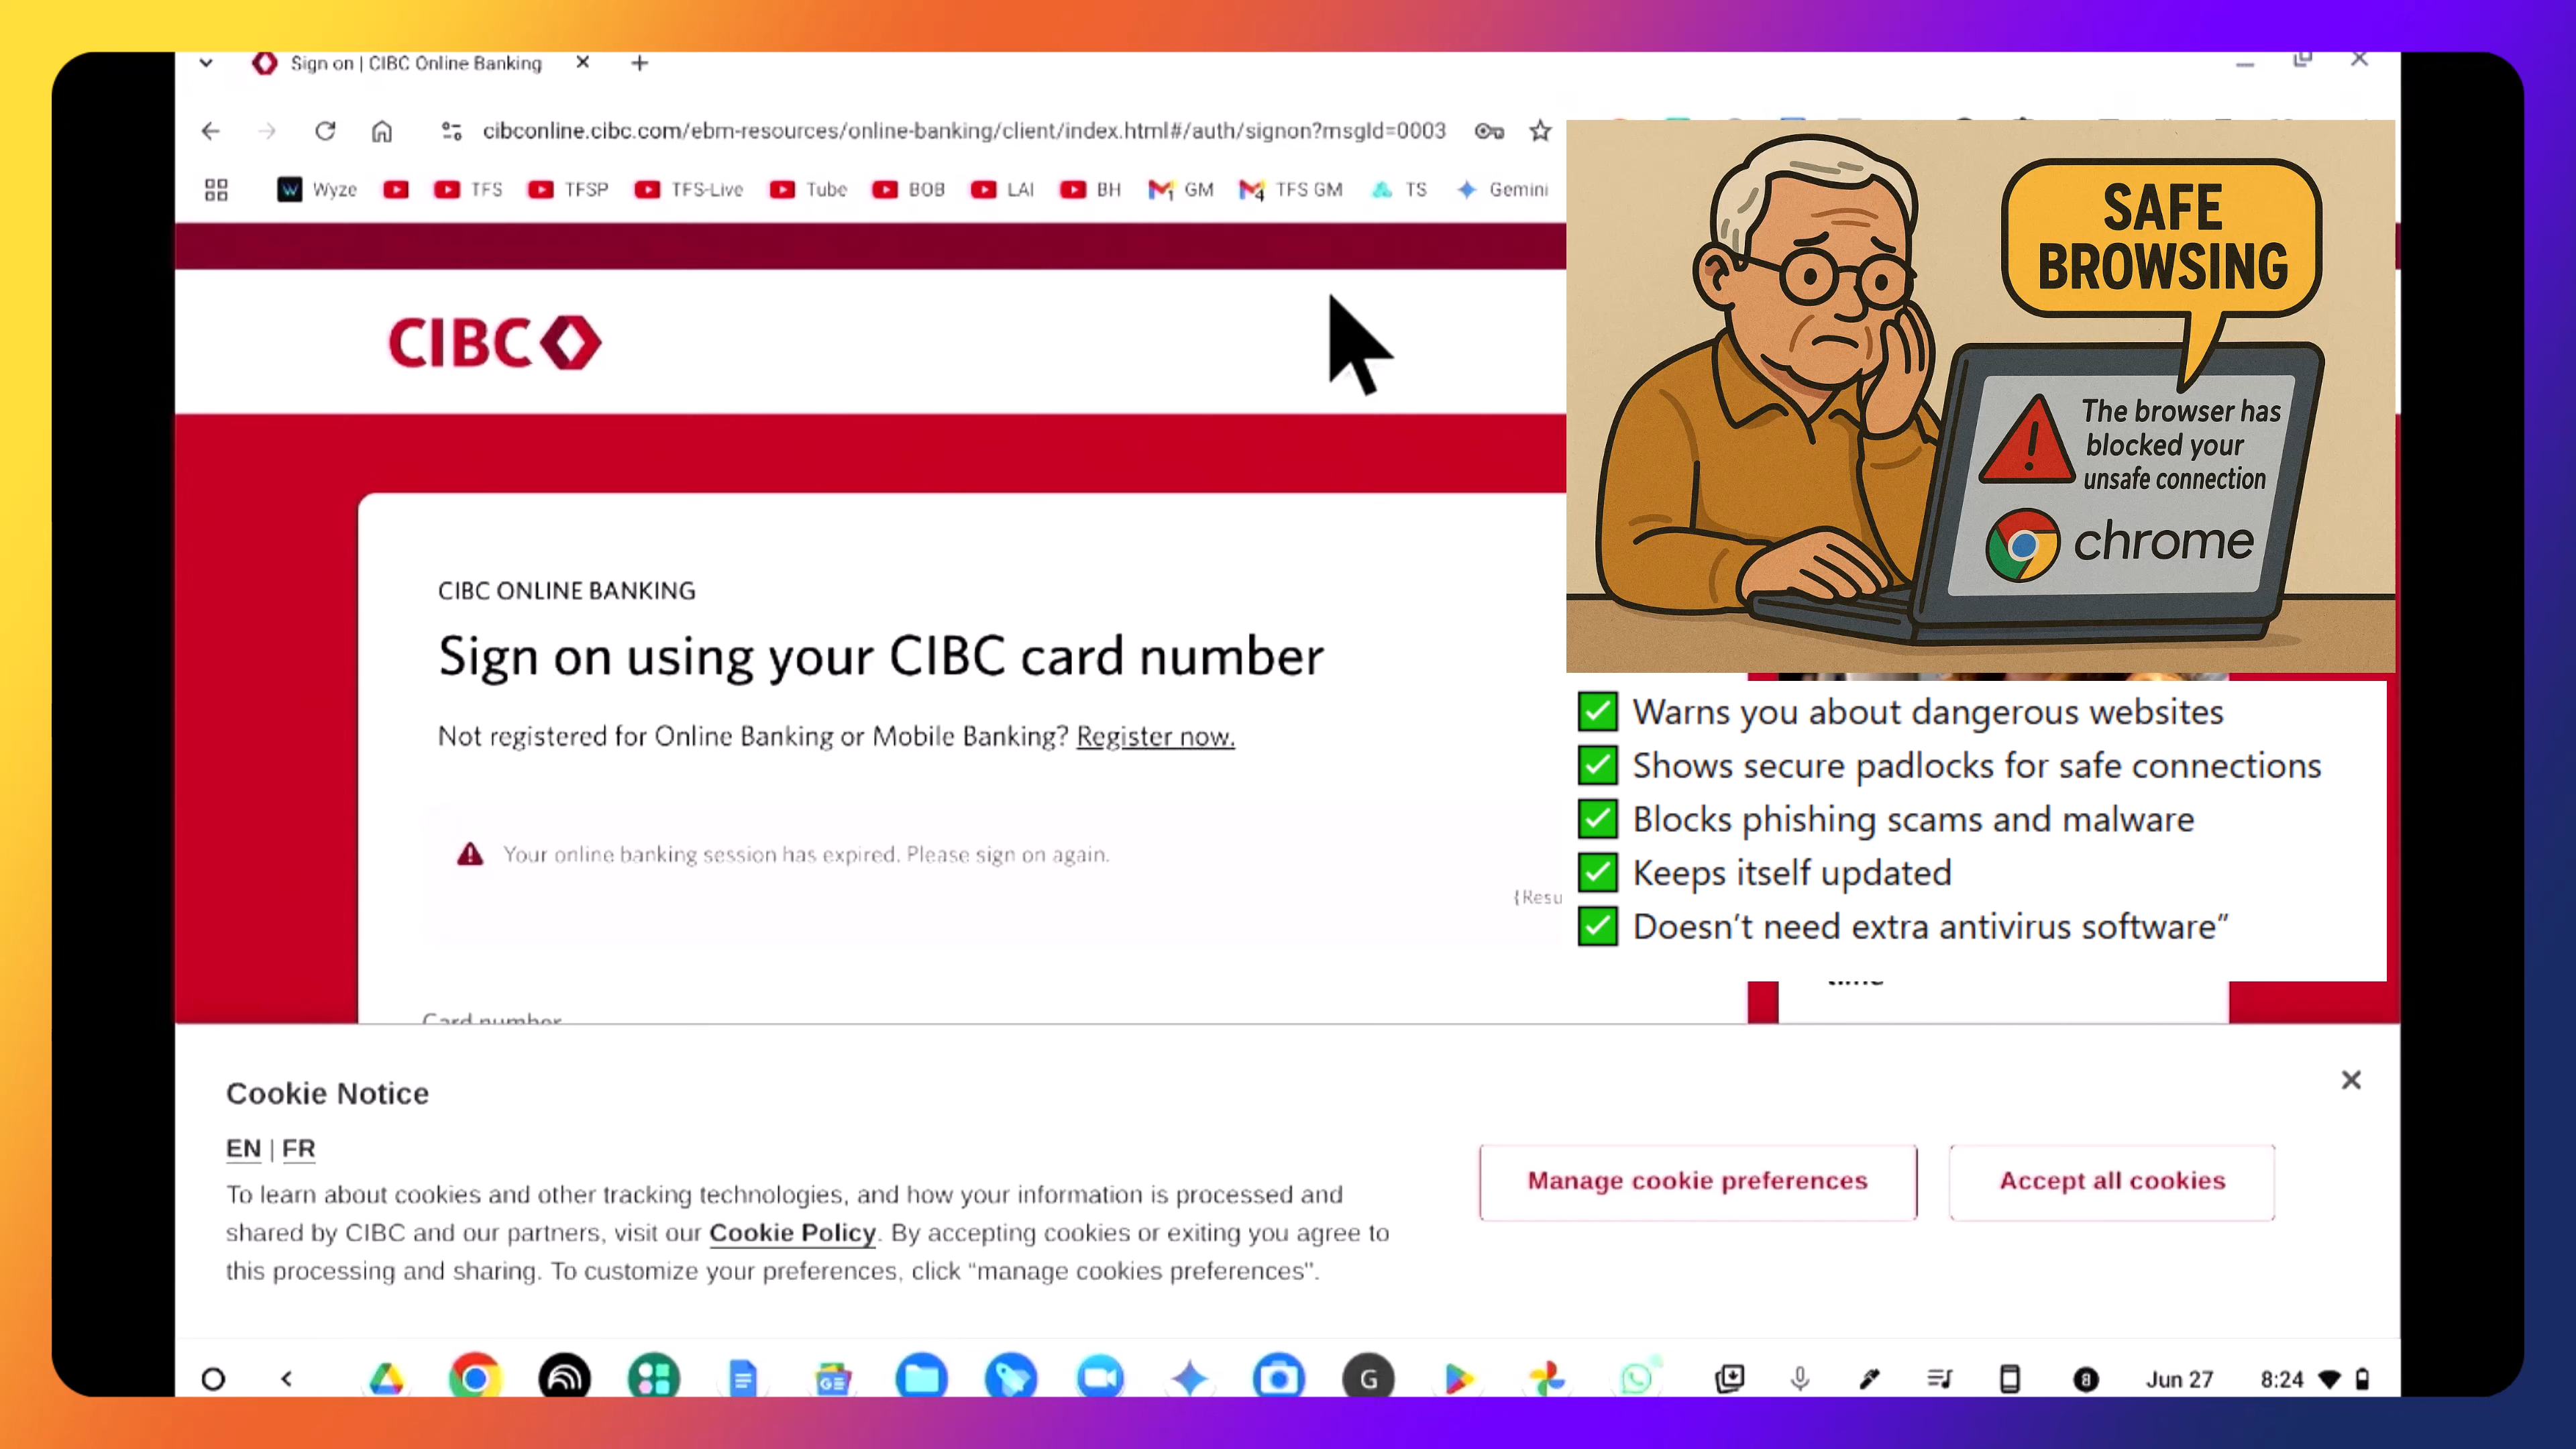 Sign on | CIBC Online Banking
cibconline.cibc.com/ebm-resources/online-banking/client/index.html#/auth/signon?msgId=0003
Wyze TFS TFSP TFS-Live Tube BOB LAI BH GM TFS GM TS Gemini
SAFE
BROWSING
The browser has
blocked your
unsafe connection
chrome
CIBC
CIBC ONLINE BANKING
Sign on using your CIBC card number
Not registered for Online Banking or Mobile Banking? Register now.
Your online banking session has expired. Please sign on again.
{Resu
Card number
✅ Warns you about dangerous websites
✅ Shows secure padlocks for safe connections
✅ Blocks phishing scams and malware
✅ Keeps itself updated
✅ Doesn’t need extra antivirus software”
Cookie Notice
EN | FR
To learn about cookies and other tracking technologies, and how your information is processed and
shared by CIBC and our partners, visit our Cookie Policy. By accepting cookies or exiting you agree to
this processing and sharing. To customize your preferences, click “manage cookies preferences”.
Manage cookie preferences
Accept all cookies
Jun 27 8:24